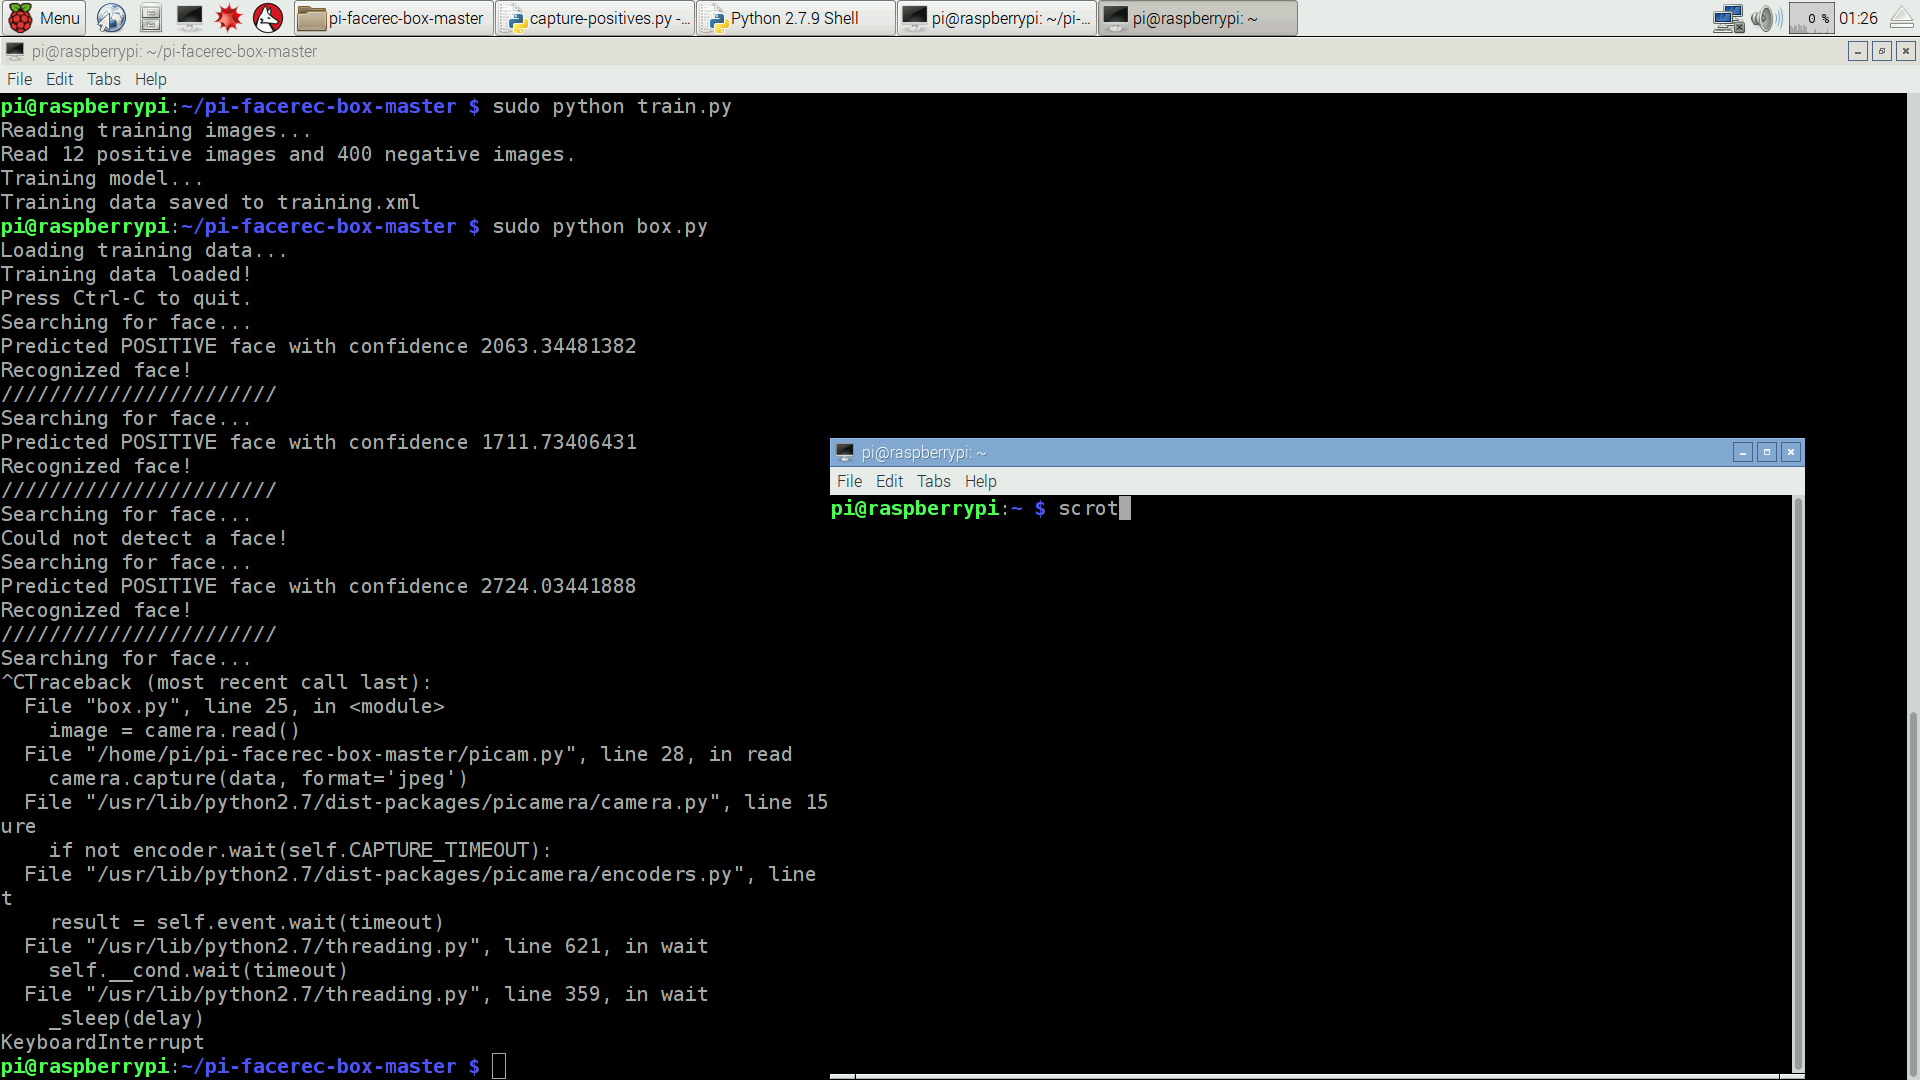 Menu pi-facerec-box-master capture-positives.py -... Python 2.7.9 Shell pi@raspberrypi: ~/pi-... pi@raspberrypi: ~ 0 % 01:26
pi@raspberrypi: ~/pi-facerec-box-master
File Edit Tabs Help
pi@raspberrypi:~/pi-facerec-box-master $ sudo python train.py
Reading training images...
Read 12 positive images and 400 negative images.
Training model...
Training data saved to training.xml
pi@raspberrypi:~/pi-facerec-box-master $ sudo python box.py
Loading training data...
Training data loaded!
Press Ctrl-C to quit.
Searching for face...
Predicted POSITIVE face with confidence 2063.34481382
Recognized face!
///////////////////////
Searching for face...
Predicted POSITIVE face with confidence 1711.73406431
Recognized face!
///////////////////////
Searching for face...
Could not detect a face!
Searching for face...
Predicted POSITIVE face with confidence 2724.03441888
Recognized face!
///////////////////////
Searching for face...
^CTraceback (most recent call last):
  File "box.py", line 25, in <module>
    image = camera.read()
  File "/home/pi/pi-facerec-box-master/picam.py", line 28, in read
    camera.capture(data, format='jpeg')
  File "/usr/lib/python2.7/dist-packages/picamera/camera.py", line 15
ure
    if not encoder.wait(self.CAPTURE_TIMEOUT):
  File "/usr/lib/python2.7/dist-packages/picamera/encoders.py", line
t
    result = self.event.wait(timeout)
  File "/usr/lib/python2.7/threading.py", line 621, in wait
    self.__cond.wait(timeout)
  File "/usr/lib/python2.7/threading.py", line 359, in wait
    _sleep(delay)
KeyboardInterrupt
pi@raspberrypi:~/pi-facerec-box-master $
pi@raspberrypi: ~
File Edit Tabs Help
pi@raspberrypi:~ $ scrot